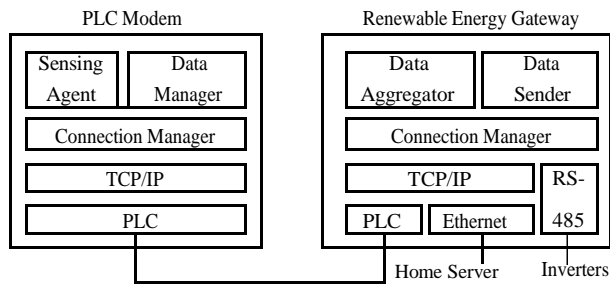 PLC Modem
Sensing Agent
Data Manager
Connection Manager
TCP/IP
PLC
Renewable Energy Gateway
Data Aggregator
Data Sender
Connection Manager
TCP/IP
RS-485
PLC
Ethernet
Home Server
Inverters